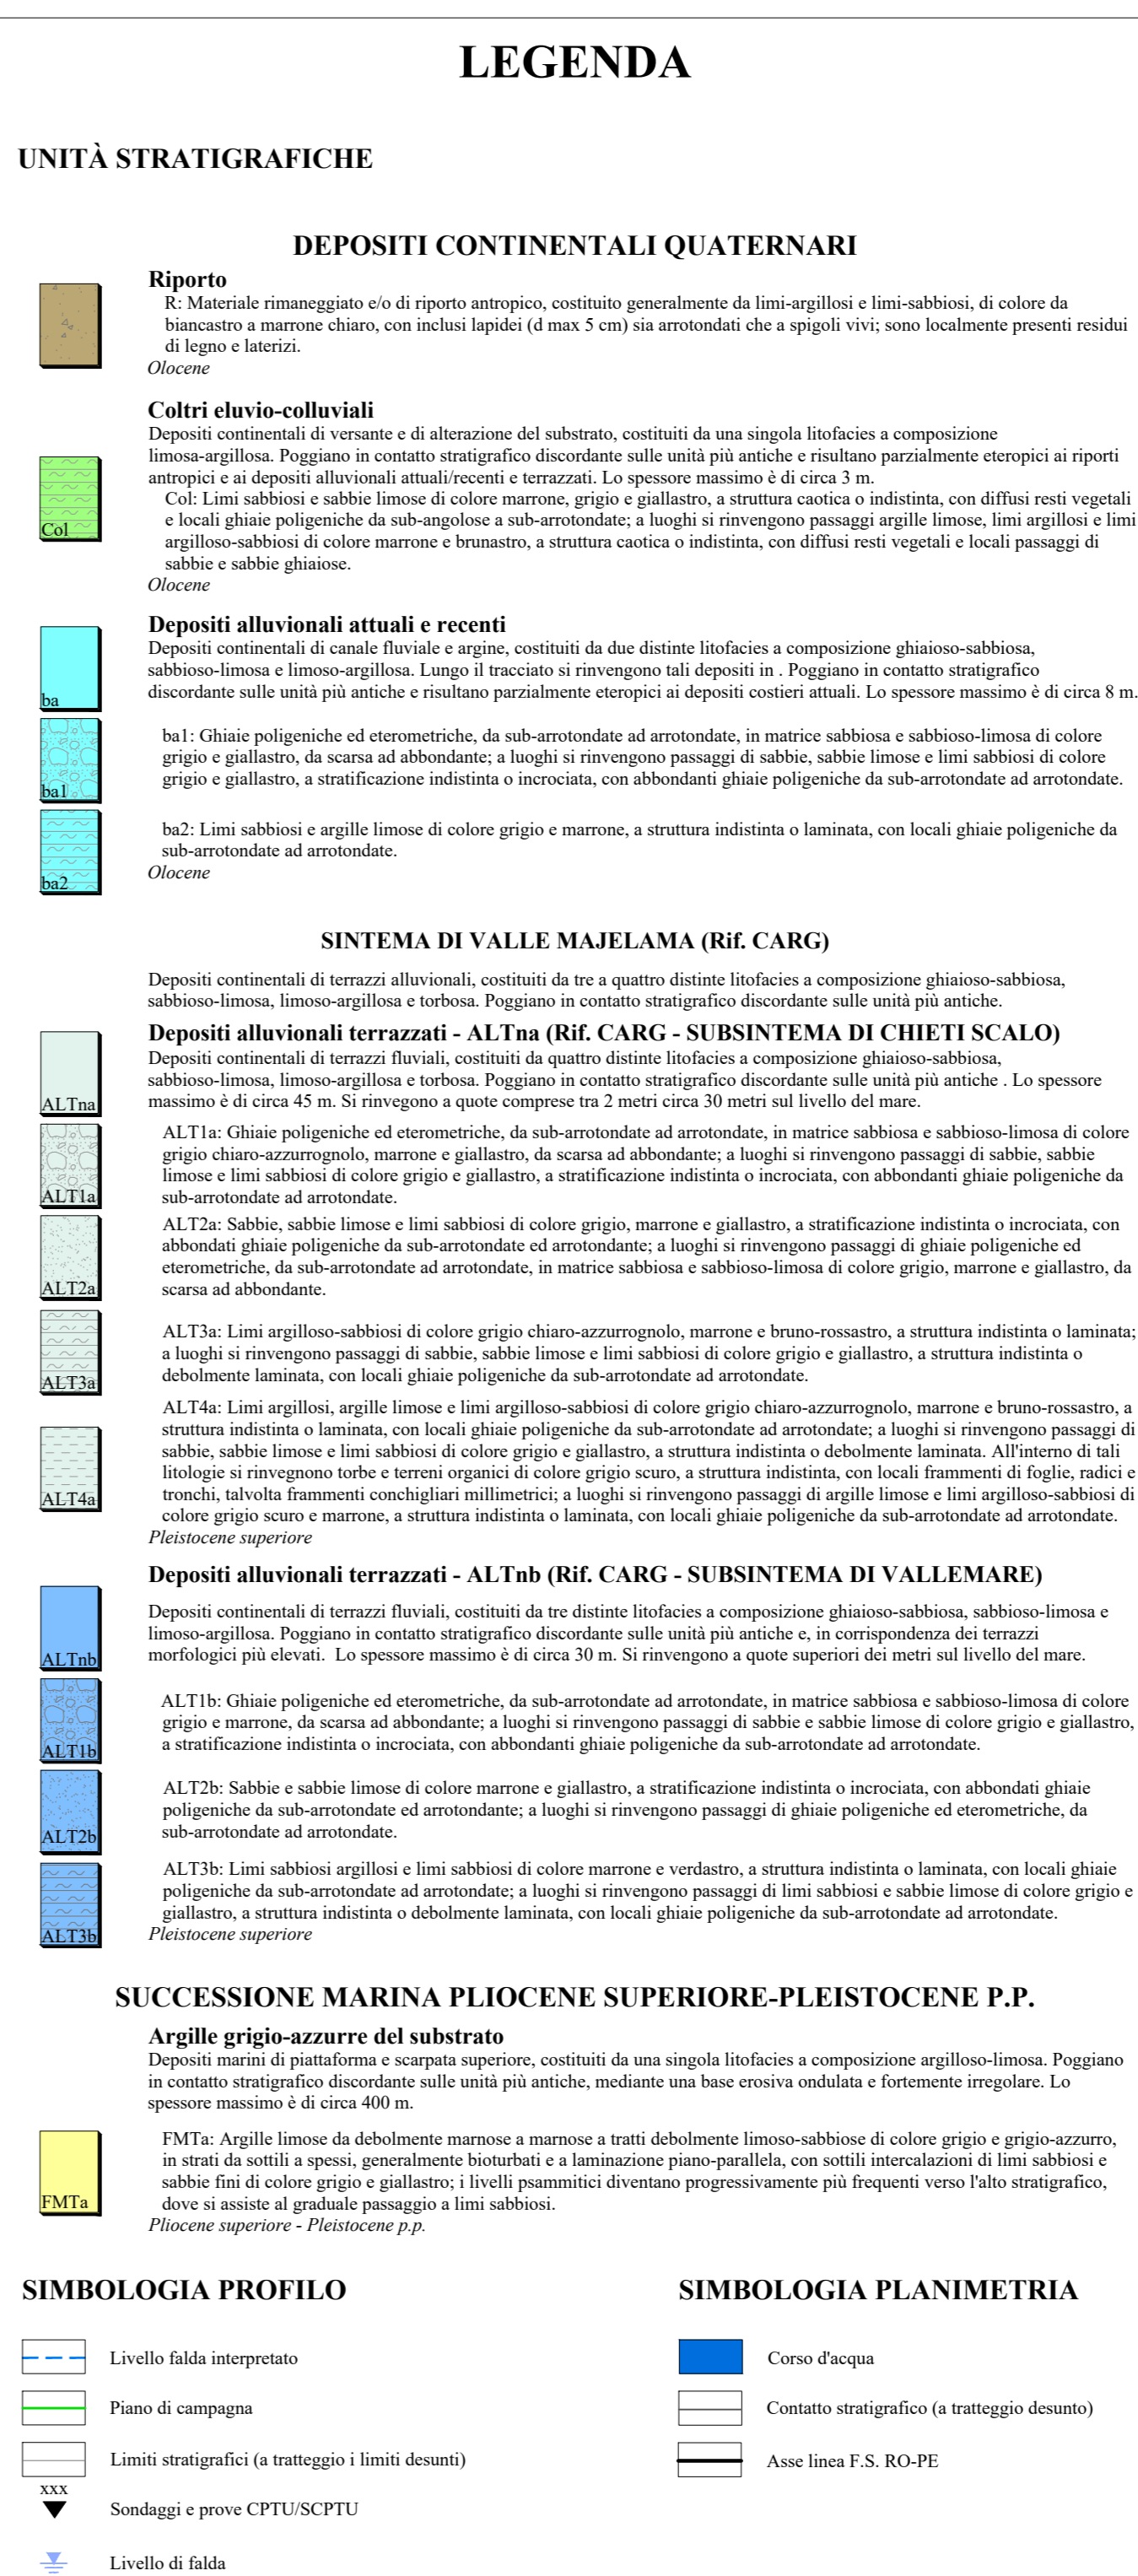 LEGENDA
UNITÀ STRATIGRAFICHE
DEPOSITI CONTINENTALI QUATERNARI
Riporto
R: Materiale rimaneggiato e/o di riporto antropico, costituito generalmente da limi-argillosi e limi-sabbiosi, di colore da
biancastro a marrone chiaro, con inclusi lapidei (d max 5 cm) sia arrotondati che a spigoli vivi; sono localmente presenti residui
di legno e laterizi.
Olocene
Coltri eluvio-colluviali
Depositi continentali di versante e di alterazione del substrato, costituiti da una singola litofacies a composizione
limosa-argillosa. Poggiano in contatto stratigrafico discordante sulle unità più antiche e risultano parzialmente eteropici ai riporti
antropici e ai depositi alluvionali attuali/recenti e terrazzati. Lo spessore massimo è di circa 3 m.
Col
Col: Limi sabbiosi e sabbie limose di colore marrone, grigio e giallastro, a struttura caotica o indistinta, con diffusi resti vegetali
e locali ghiaie poligeniche da sub-angolose a sub-arrotondate; a luoghi si rinvengono passaggi argille limose, limi argillosi e limi
argilloso-sabbiosi di colore marrone e brunastro, a struttura caotica o indistinta, con diffusi resti vegetali e locali passaggi di
sabbie e sabbie ghiaiose.
Olocene
Depositi alluvionali attuali e recenti
Depositi continentali di canale fluviale e argine, costituiti da due distinte litofacies a composizione ghiaioso-sabbiosa,
sabbioso-limosa e limoso-argillosa. Lungo il tracciato si rinvengono tali depositi in . Poggiano in contatto stratigrafico
discordante sulle unità più antiche e risultano parzialmente eteropici ai depositi costieri attuali. Lo spessore massimo è di circa 8 m.
ba
ba1: Ghiaie poligeniche ed eterometriche, da sub-arrotondate ad arrotondate, in matrice sabbiosa e sabbioso-limosa di colore
grigio e giallastro, da scarsa ad abbondante; a luoghi si rinvengono passaggi di sabbie, sabbie limose e limi sabbiosi di colore
grigio e giallastro, a stratificazione indistinta o incrociata, con abbondanti ghiaie poligeniche da sub-arrotondate ad arrotondate.
ba1
ba2: Limi sabbiosi e argille limose di colore grigio e marrone, a struttura indistinta o laminata, con locali ghiaie poligeniche da
sub-arrotondate ad arrotondate.
Olocene
ba2
SINTEMA DI VALLE MAJELAMA (Rif. CARG)
Depositi continentali di terrazzi alluvionali, costituiti da tre a quattro distinte litofacies a composizione ghiaioso-sabbiosa,
sabbioso-limosa, limoso-argillosa e torbosa. Poggiano in contatto stratigrafico discordante sulle unità più antiche.
Depositi alluvionali terrazzati - ALTna (Rif. CARG - SUBSINTEMA DI CHIETI SCALO)
Depositi continentali di terrazzi fluviali, costituiti da quattro distinte litofacies a composizione ghiaioso-sabbiosa,
sabbioso-limosa, limoso-argillosa e torbosa. Poggiano in contatto stratigrafico discordante sulle unità più antiche . Lo spessore
massimo è di circa 45 m. Si rinvegono a quote comprese tra 2 metri circa 30 metri sul livello del mare.
ALTna
ALT1a: Ghiaie poligeniche ed eterometriche, da sub-arrotondate ad arrotondate, in matrice sabbiosa e sabbioso-limosa di colore
grigio chiaro-azzurrognolo, marrone e giallastro, da scarsa ad abbondante; a luoghi si rinvengono passaggi di sabbie, sabbie
limose e limi sabbiosi di colore grigio e giallastro, a stratificazione indistinta o incrociata, con abbondanti ghiaie poligeniche da
sub-arrotondate ad arrotondate.
ALT1a
ALT2a: Sabbie, sabbie limose e limi sabbiosi di colore grigio, marrone e giallastro, a stratificazione indistinta o incrociata, con
abbondati ghiaie poligeniche da sub-arrotondate ed arrotondante; a luoghi si rinvengono passaggi di ghiaie poligeniche ed
eterometriche, da sub-arrotondate ad arrotondate, in matrice sabbiosa e sabbioso-limosa di colore grigio, marrone e giallastro, da
scarsa ad abbondante.
ALT2a
ALT3a: Limi argilloso-sabbiosi di colore grigio chiaro-azzurrognolo, marrone e bruno-rossastro, a struttura indistinta o laminata;
a luoghi si rinvengono passaggi di sabbie, sabbie limose e limi sabbiosi di colore grigio e giallastro, a struttura indistinta o
debolmente laminata, con locali ghiaie poligeniche da sub-arrotondate ad arrotondate.
ALT3a
ALT4a: Limi argillosi, argille limose e limi argilloso-sabbiosi di colore grigio chiaro-azzurrognolo, marrone e bruno-rossastro, a
struttura indistinta o laminata, con locali ghiaie poligeniche da sub-arrotondate ad arrotondate; a luoghi si rinvengono passaggi di
sabbie, sabbie limose e limi sabbiosi di colore grigio e giallastro, a struttura indistinta o debolmente laminata. All'interno di tali
litologie si rinvegnono torbe e terreni organici di colore grigio scuro, a struttura indistinta, con locali frammenti di foglie, radici e
tronchi, talvolta frammenti conchigliari millimetrici; a luoghi si rinvengono passaggi di argille limose e limi argilloso-sabbiosi di
colore grigio scuro e marrone, a struttura indistinta o laminata, con locali ghiaie poligeniche da sub-arrotondate ad arrotondate.
Pleistocene superiore
ALT4a
Depositi alluvionali terrazzati - ALTnb (Rif. CARG - SUBSINTEMA DI VALLEMARE)
Depositi continentali di terrazzi fluviali, costituiti da tre distinte litofacies a composizione ghiaioso-sabbiosa, sabbioso-limosa e
limoso-argillosa. Poggiano in contatto stratigrafico discordante sulle unità più antiche e, in corrispondenza dei terrazzi
morfologici più elevati. Lo spessore massimo è di circa 30 m. Si rinvengono a quote superiori dei metri sul livello del mare.
ALTnb
ALT1b: Ghiaie poligeniche ed eterometriche, da sub-arrotondate ad arrotondate, in matrice sabbiosa e sabbioso-limosa di colore
grigio e marrone, da scarsa ad abbondante; a luoghi si rinvengono passaggi di sabbie e sabbie limose di colore grigio e giallastro,
a stratificazione indistinta o incrociata, con abbondanti ghiaie poligeniche da sub-arrotondate ad arrotondate.
ALT1b
ALT2b: Sabbie e sabbie limose di colore marrone e giallastro, a stratificazione indistinta o incrociata, con abbondati ghiaie
poligeniche da sub-arrotondate ed arrotondante; a luoghi si rinvengono passaggi di ghiaie poligeniche ed eterometriche, da
sub-arrotondate ad arrotondate.
ALT2b
ALT3b: Limi sabbiosi argillosi e limi sabbiosi di colore marrone e verdastro, a struttura indistinta o laminata, con locali ghiaie
poligeniche da sub-arrotondate ad arrotondate; a luoghi si rinvengono passaggi di limi sabbiosi e sabbie limose di colore grigio e
giallastro, a struttura indistinta o debolmente laminata, con locali ghiaie poligeniche da sub-arrotondate ad arrotondate.
Pleistocene superiore
ALT3b
SUCCESSIONE MARINA PLIOCENE SUPERIORE-PLEISTOCENE P.P.
Argille grigio-azzurre del substrato
Depositi marini di piattaforma e scarpata superiore, costituiti da una singola litofacies a composizione argilloso-limosa. Poggiano
in contatto stratigrafico discordante sulle unità più antiche, mediante una base erosiva ondulata e fortemente irregolare. Lo
spessore massimo è di circa 400 m.
FMTa: Argille limose da debolmente marnose a marnose a tratti debolmente limoso-sabbiose di colore grigio e grigio-azzurro,
in strati da sottili a spessi, generalmente bioturbati e a laminazione piano-parallela, con sottili intercalazioni di limi sabbiosi e
sabbie fini di colore grigio e giallastro; i livelli psammitici diventano progressivamente più frequenti verso l'alto stratigrafico,
dove si assiste al graduale passaggio a limi sabbiosi.
Pliocene superiore - Pleistocene p.p.
FMTa
SIMBOLOGIA PROFILO
Livello falda interpretato
Piano di campagna
Limiti stratigrafici (a tratteggio i limiti desunti)
xxx
Sondaggi e prove CPTU/SCPTU
Livello di falda
SIMBOLOGIA PLANIMETRIA
Corso d'acqua
Contatto stratigrafico (a tratteggio desunto)
Asse linea F.S. RO-PE